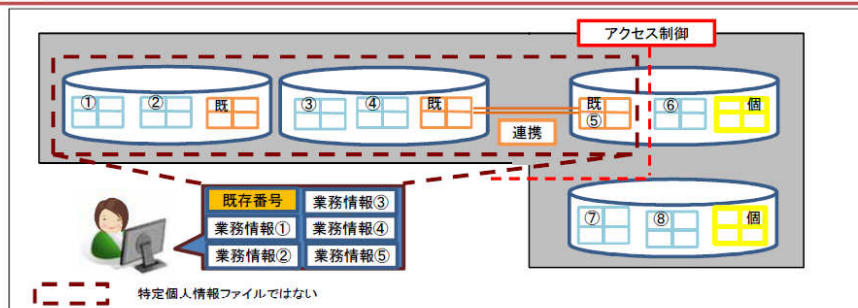 アクセス制御
① ② 既 ③ ④ 既 既 ⑥ 個
⑤
連携
既存番号 業務情報③
業務情報① 業務情報④
業務情報② 業務情報⑤
⑦ ⑧ 個
特定個人情報ファイルではない